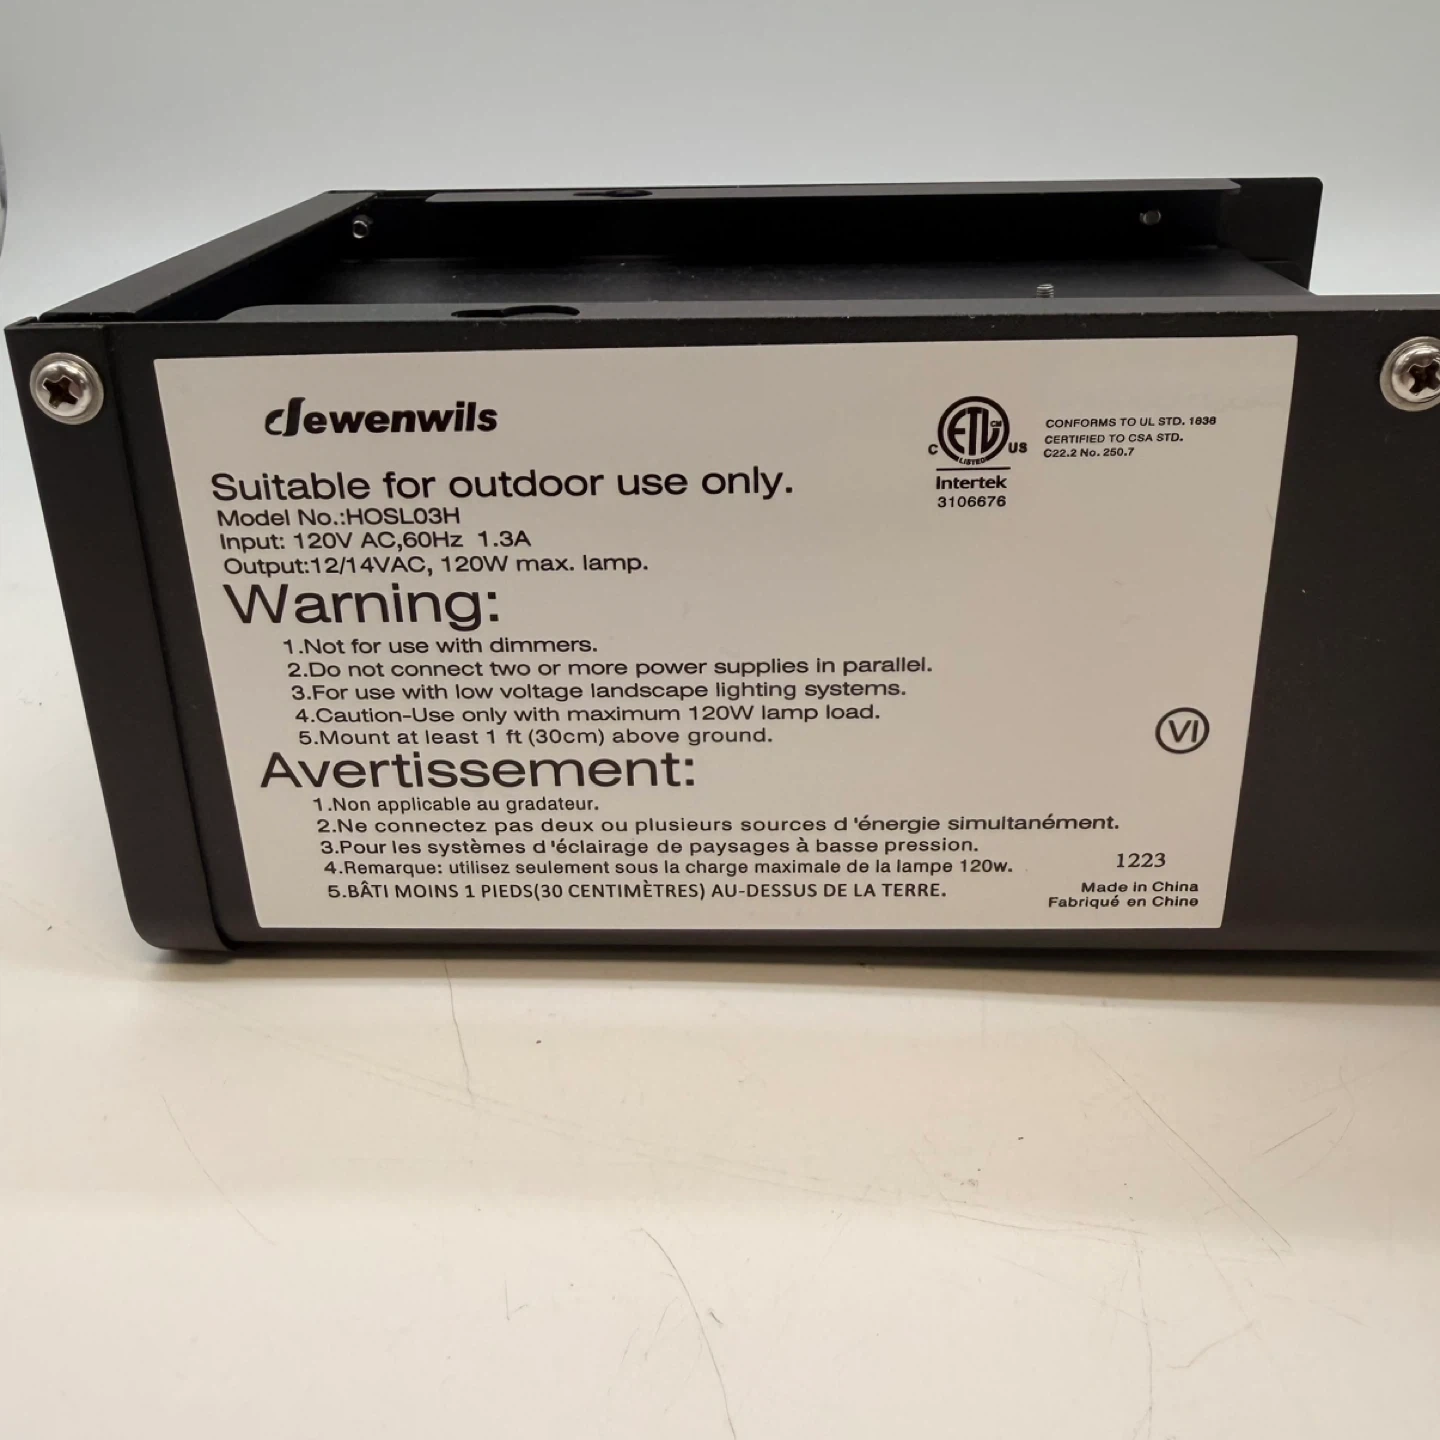 dewenwils
Suitable for outdoor use only.
Model No.:HOSL03H
Input: 120V AC,60Hz 1.3A
Output:12/14VAC, 120W max. lamp.
C ETL CM US
LISTED
Intertek
3106676
CONFORMS TO UL STD. 1838
CERTIFIED TO CSA STD.
C22.2 No. 250.7
Warning:
1.Not for use with dimmers.
2.Do not connect two or more power supplies in parallel.
3.For use with low voltage landscape lighting systems.
4.Caution-Use only with maximum 120W lamp load.
5.Mount at least 1 ft (30cm) above ground.
VI
Avertissement:
1.Non applicable au gradateur.
2.Ne connectez pas deux ou plusieurs sources d'énergie simultanément.
3.Pour les systèmes d'éclairage de paysages à basse pression.
4.Remarque: utilisez seulement sous la charge maximale de la lampe 120w.
5.BÂTI MOINS 1 PIEDS(30 CENTIMÈTRES) AU-DESSUS DE LA TERRE.
1223
Made in China
Fabriqué en Chine